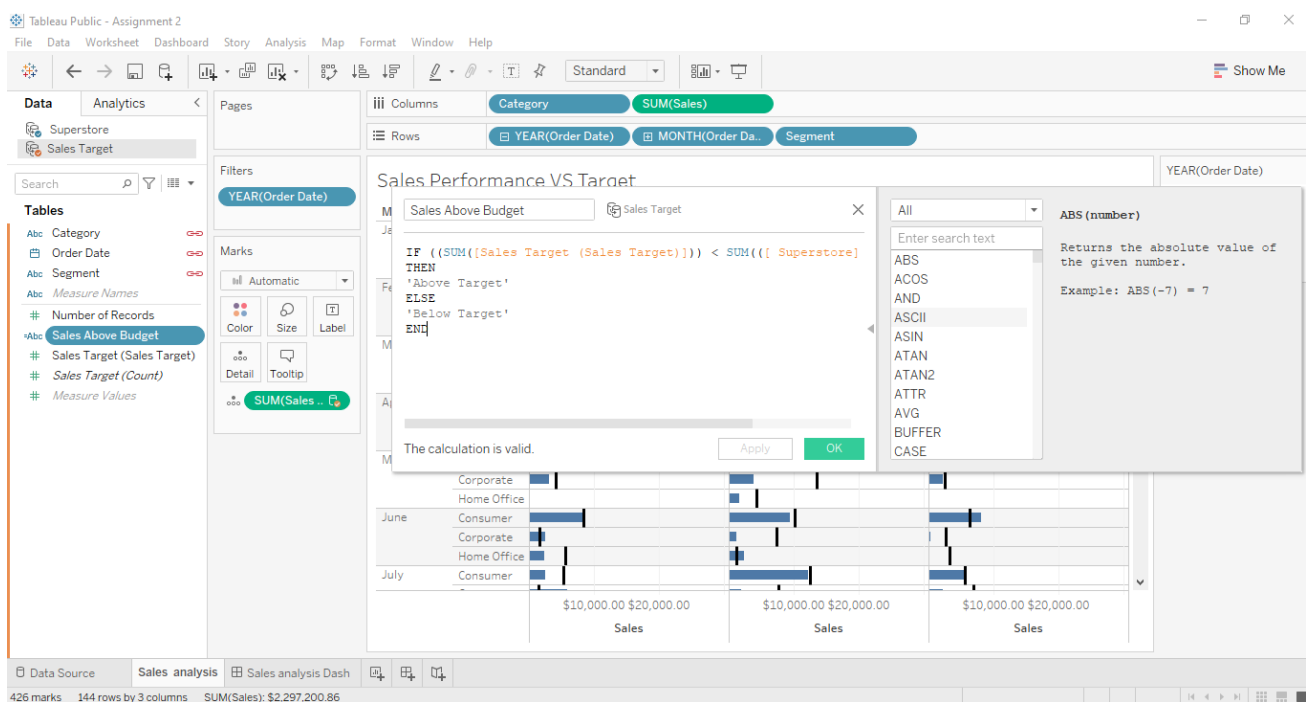 Tableau Public - Assignment 2
File Data Worksheet Dashboard Story Analysis Map Format Window Help
Standard
Show Me
Data Analytics
Superstore
Sales Target
Search
Tables
Abc Category
Order Date
Abc Segment
Abc Measure Names
# Number of Records
=Abc Sales Above Budget
# Sales Target (Sales Target)
# Sales Target (Count)
# Measure Values
Pages
Filters
YEAR(Order Date)
Marks
Automatic
Color Size Label
Detail Tooltip
SUM(Sales ..
iii Columns Category SUM(Sales)
Rows YEAR(Order Date) MONTH(Order Da.. Segment
Sales Performance VS Target
YEAR(Order Date)
M
Ja
Fe
M
Ap
M
Sales Above Budget Sales Target
IF ((SUM([Sales Target (Sales Target)])) < SUM(([ Superstore]
THEN
'Above Target'
ELSE
'Below Target'
END
The calculation is valid.
Apply OK
All
Enter search text
ABS
ACOS
AND
ASCII
ASIN
ATAN
ATAN2
ATTR
AVG
BUFFER
CASE
ABS(number)
Returns the absolute value of
the given number.
Example: ABS(-7) = 7
Corporate
Home Office
June Consumer
Corporate
Home Office
July Consumer
$10,000.00 $20,000.00 $10,000.00 $20,000.00 $10,000.00 $20,000.00
Sales Sales Sales
Data Source Sales analysis Sales analysis Dash
426 marks 144 rows by 3 columns SUM(Sales): $2,297,200.86